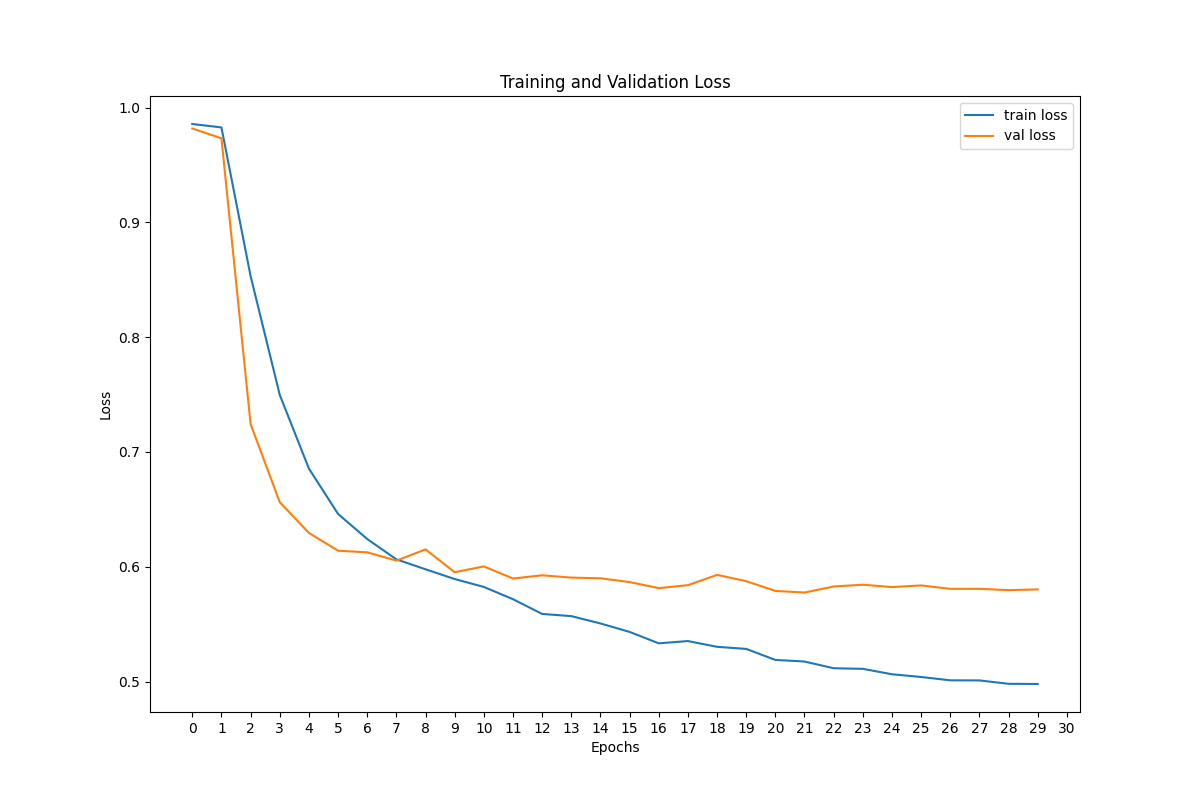 Training and Validation Loss
train loss
val loss
1.0
0.9
0.8
0.7
0.6
0.5
Loss
0 1 2 3 4 5 6 7 8 9 10 11 12 13 14 15 16 17 18 19 20 21 22 23 24 25 26 27 28 29 30
Epochs